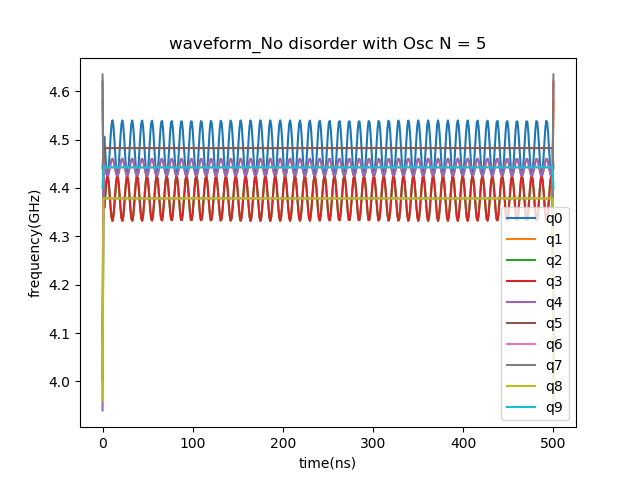 waveform_No disorder with Osc N = 5
frequency(GHz)
4.6
4.5
4.4
4.3
4.2
4.1
4.0
0
100
200
300
400
500
time(ns)
q0
q1
q2
q3
q4
q5
q6
q7
q8
q9